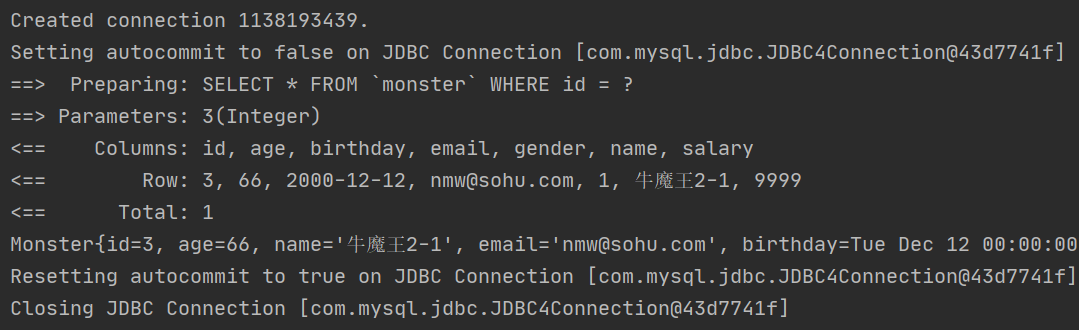 Created connection 1138193439.
Setting autocommit to false on JDBC Connection [com.mysql.jdbc.JDBC4Connection@43d7741f]
==>  Preparing: SELECT * FROM `monster` WHERE id = ?
==> Parameters: 3(Integer)
<==    Columns: id, age, birthday, email, gender, name, salary
<==        Row: 3, 66, 2000-12-12, nmw@sohu.com, 1, 牛魔王2-1, 9999
<==      Total: 1
Monster{id=3, age=66, name='牛魔王2-1', email='nmw@sohu.com', birthday=Tue Dec 12 00:00:00
Resetting autocommit to true on JDBC Connection [com.mysql.jdbc.JDBC4Connection@43d7741f]
Closing JDBC Connection [com.mysql.jdbc.JDBC4Connection@43d7741f]